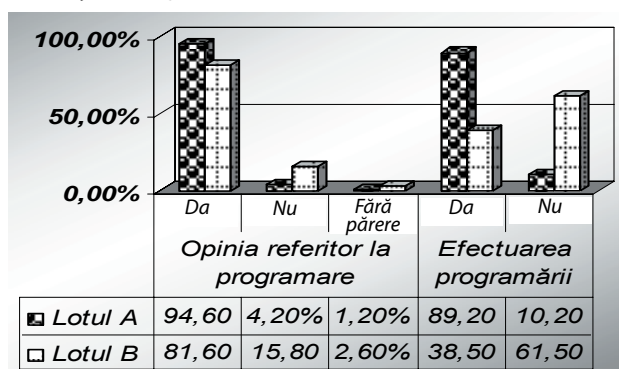 100,00%
50,00%
0,00%
Da Nu Fără părere Da Nu
Opinia referitor la programare Efectuarea programării
Lotul A 94,60 4,20% 1,20% 89,20 10,20
Lotul B 81,60 15,80 2,60% 38,50 61,50